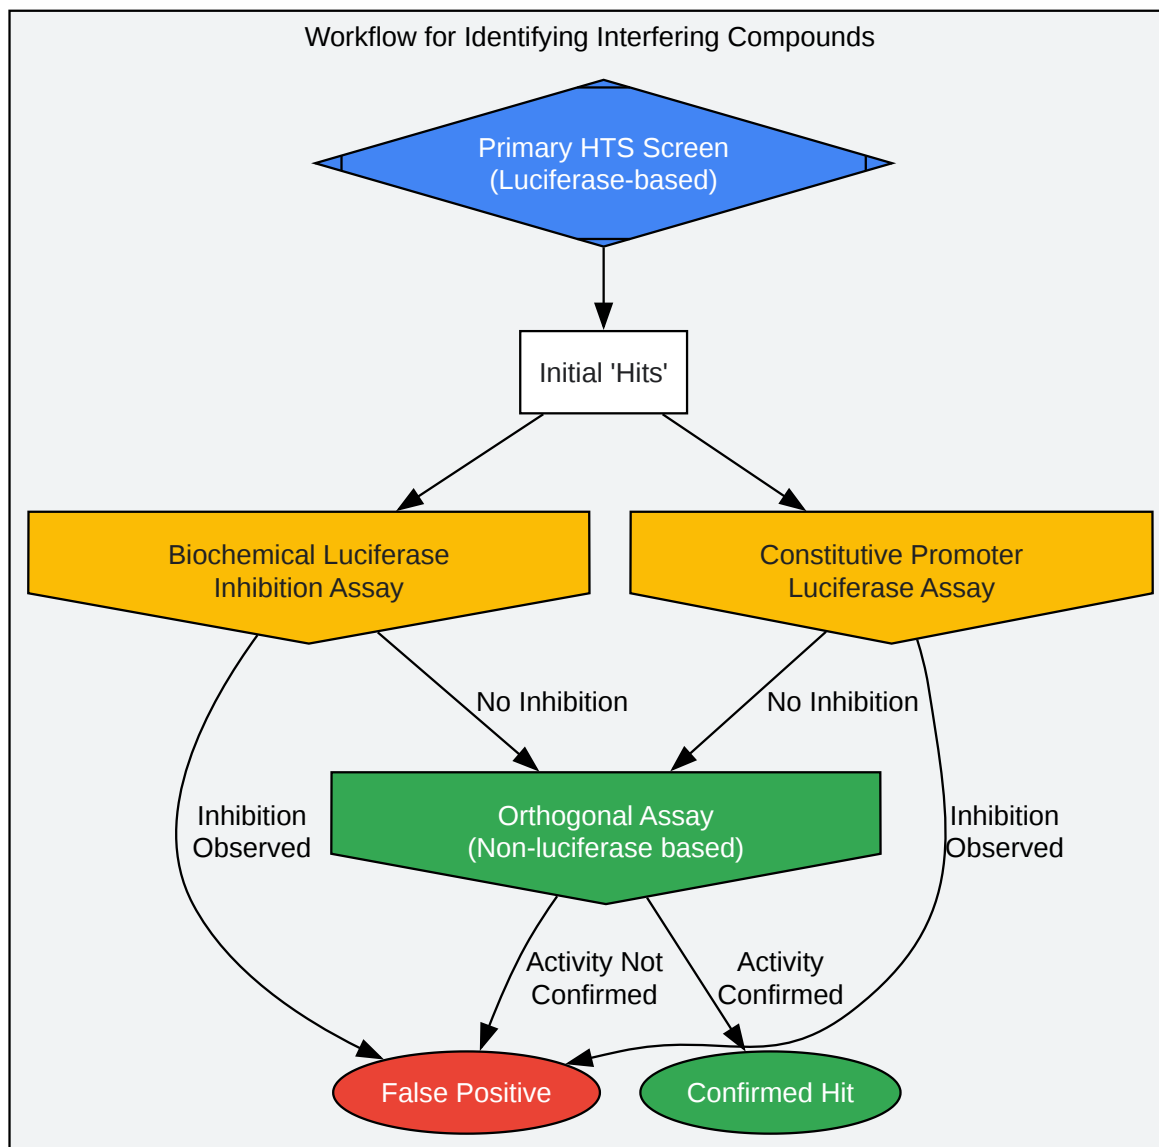 Workflow for Identifying Interfering Compounds
Primary HTS Screen
(Luciferase-based)
Initial 'Hits'
Biochemical Luciferase
Inhibition Assay
Constitutive Promoter
Luciferase Assay
No Inhibition
No Inhibition
Inhibition
Observed
Orthogonal Assay
(Non-luciferase based)
Inhibition
Observed
Activity Not
Confirmed
Activity
Confirmed
False Positive
Confirmed Hit